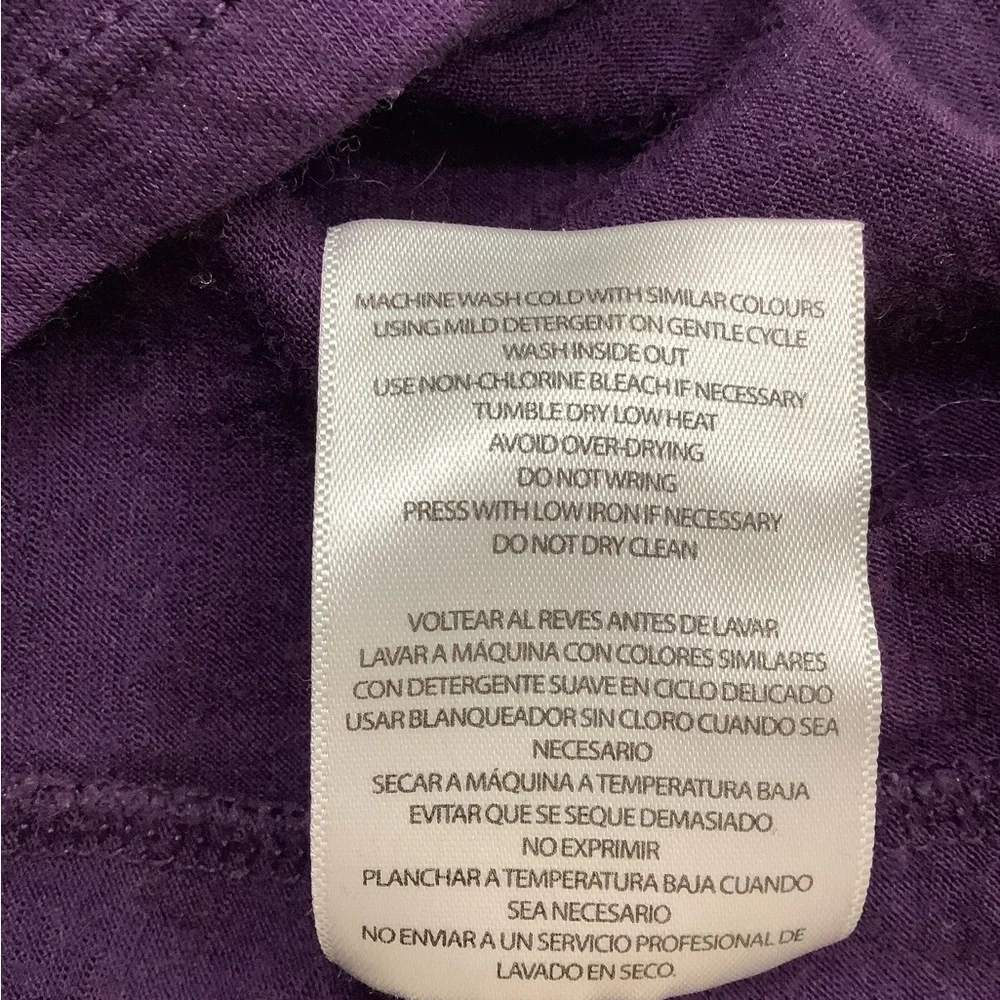 MACHINE WASH COLD WITH SIMILAR COLOURS
USING MILD DETERGENT ON GENTLE CYCLE
WASH INSIDE OUT
USE NON-CHLORINE BLEACH IF NECESSARY
TUMBLE DRY LOW HEAT
AVOID OVER-DRYING
DO NOT WRING
PRESS WITH LOW IRON IF NECESSARY
DO NOT DRY CLEAN
VOLTEAR AL REVES ANTES DE LAVAR
LAVAR A MÁQUINA CON COLORES SIMILARES
CON DETERGENTE SUAVE EN CICLO DELICADO
USAR BLANQUEADOR SIN CLORO CUANDO SEA
NECESARIO
SECAR A MÁQUINA A TEMPERATURA BAJA
EVITAR QUE SE SEQUE DEMASIADO
NO EXPRIMIR
PLANCHAR A TEMPERATURA BAJA CUANDO
SEA NECESARIO
NO ENVIAR A UN SERVICIO PROFESIONAL DE
LAVADO EN SECO.